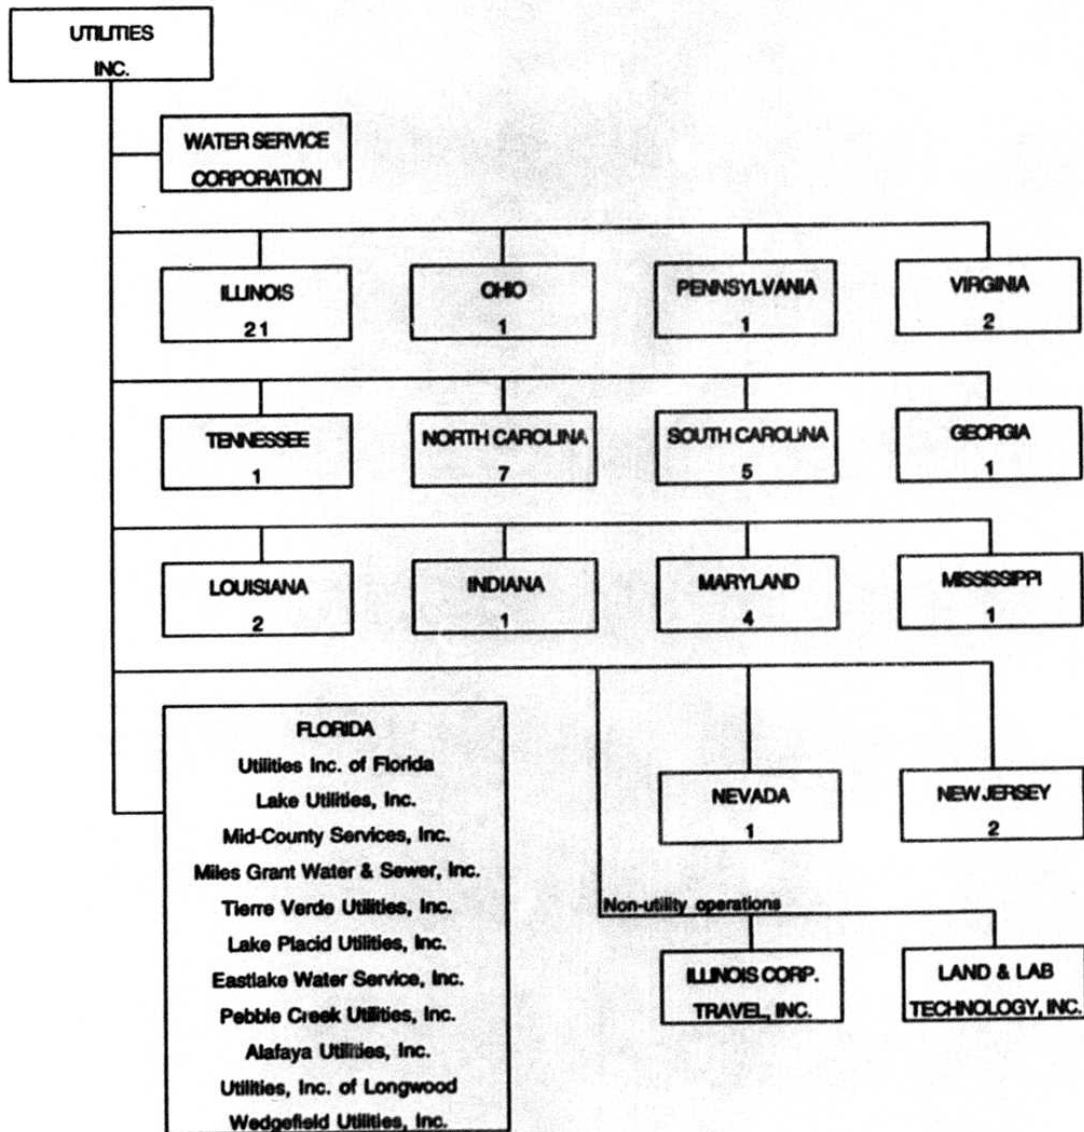 UTILITIES
INC.
WATER SERVICE
CORPORATION
ILLINOIS
21
OHIO
1
PENNSYLVANIA
1
VIRGINIA
2
TENNESSEE
1
NORTH CAROLINA
7
SOUTH CAROLINA
5
GEORGIA
1
LOUISIANA
2
INDIANA
1
MARYLAND
4
MISSISSIPPI
1
FLORIDA
Utilities Inc. of Florida
Lake Utilities, Inc.
Mid-County Services, Inc.
Miles Grant Water & Sewer, Inc.
Tierre Verde Utilities, Inc.
Lake Placid Utilities, Inc.
Eastlake Water Service, Inc.
Pebble Creek Utilities, Inc.
Alafaya Utilities, Inc.
Utilities, Inc. of Longwood
Wedgefield Utilities, Inc.
NEVADA
1
NEW JERSEY
2
Non-utility operations
ILLINOIS CORP.
TRAVEL, INC.
LAND & LAB
TECHNOLOGY, INC.